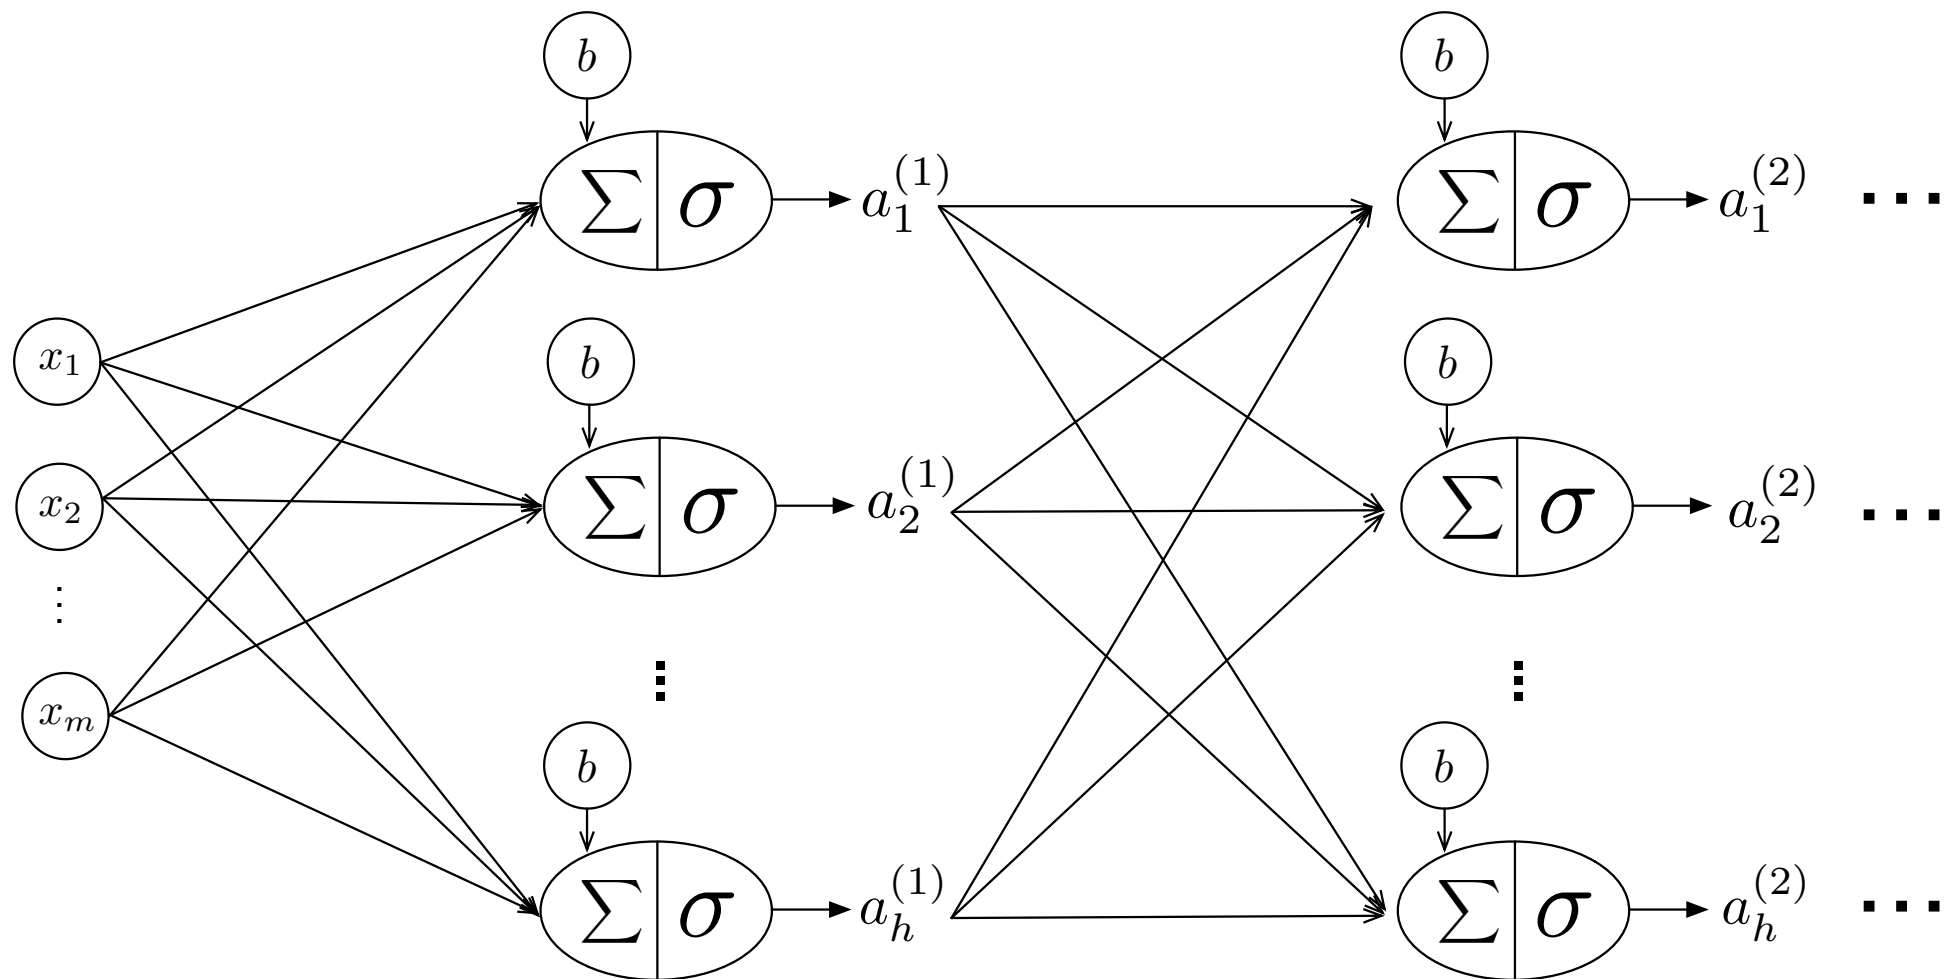 b b
∑ σ a₁⁽¹⁾ ∑ σ a₁⁽²⁾ ⋯
x₁ b b
x₂ ∑ σ a₂⁽¹⁾ ∑ σ a₂⁽²⁾ ⋯
⋮
⋮ ⋮
xₘ b b
∑ σ aₕ⁽¹⁾ ∑ σ aₕ⁽²⁾ ⋯